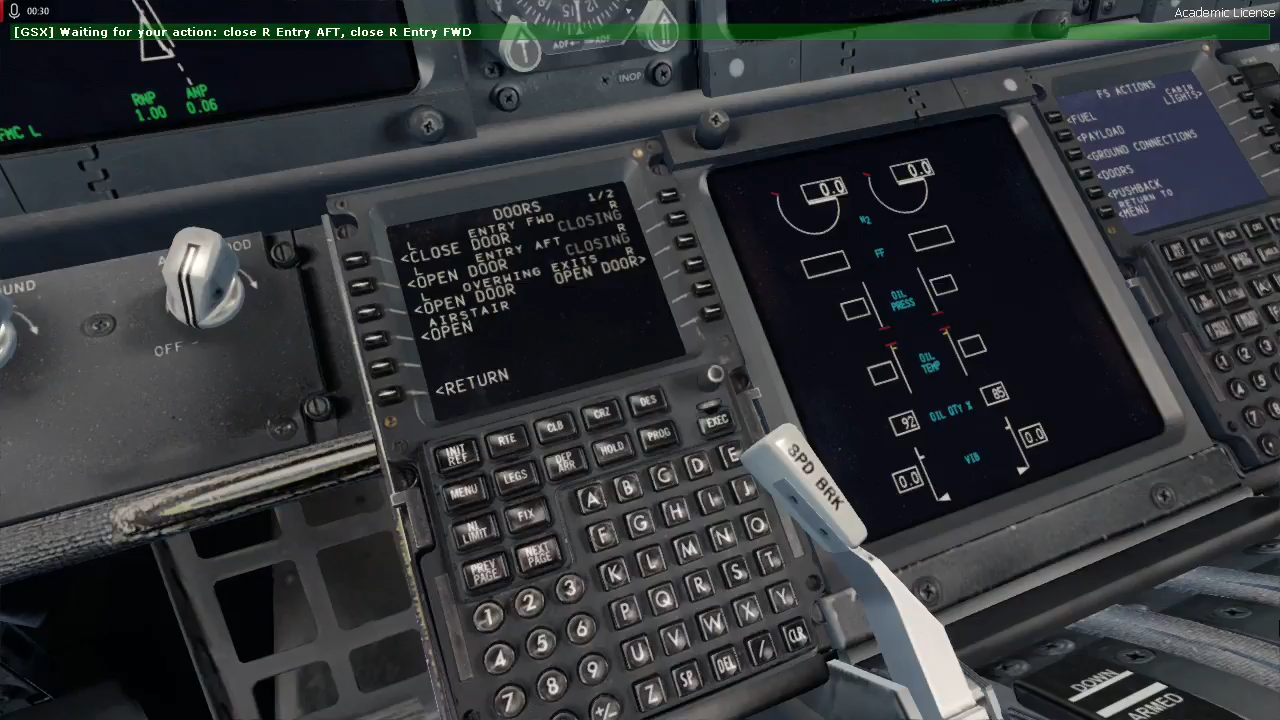 00:30
Academic License
[GSX] Waiting for your action: close R Entry AFT, close R Entry FWD
ADF
ADF
INOP
RNP
ANP
1.00
0.06
FMC L
OFF
DOORS
1/2
L
ENTRY FWD
R
<CLOSE DOOR
CLOSING
L
ENTRY AFT
R
<OPEN DOOR
CLOSING
L
OVERWING EXITS
R
<OPEN DOOR
OPEN DOOR>
AIRSTAIR
<OPEN
<RETURN
INIT REF
RTE
CLB
CRZ
DES
MENU
LEGS
DEP ARR
HOLD
PROG
EXEC
N1 LIMIT
FIX
PREV PAGE
NEXT PAGE
A
B
C
D
E
F
G
H
I
J
K
L
M
N
O
P
Q
R
S
T
U
V
W
X
Y
Z
SP
DEL
/
CLR
1
2
3
4
5
6
7
8
9
+/-
SPD BRK
0.0
0.0
N2
FF
OIL
PRESS
OIL
TEMP
92
OIL QTY %
85
0.0
VIB
0.0
FS ACTIONS
CABIN
LIGHTS>
<FUEL
<PAYLOAD
<GROUND CONNECTIONS
<DOORS
<PUSHBACK
RETURN TO
<MENU
DOWN
ARMED